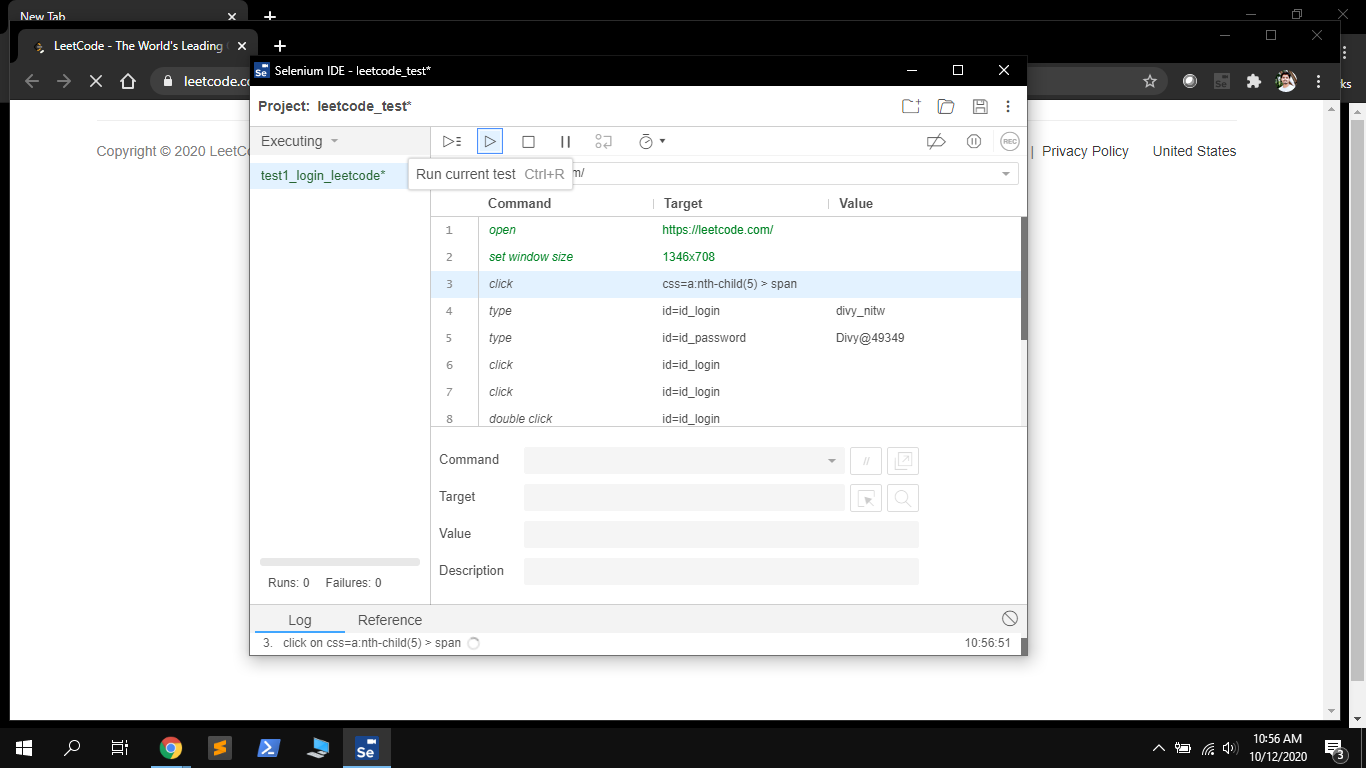 New Tab
LeetCode - The World's Leading
leetcode.co
Selenium IDE - leetcode_test*
Project: leetcode_test*
Executing
REC
test1_login_leetcode*
Run current test Ctrl+R
m/
Command Target Value
1 open https://leetcode.com/
2 set window size 1346x708
3 click css=a:nth-child(5) > span
4 type id=id_login divy_nitw
5 type id=id_password Divy@49349
6 click id=id_login
7 click id=id_login
8 double click id=id_login
Command //
Target
Value
Description
Runs: 0 Failures: 0
Log Reference
3. click on css=a:nth-child(5) > span 10:56:51
Copyright © 2020 LeetC
| Privacy Policy United States
ks
Se
10:56 AM
10/12/2020
3